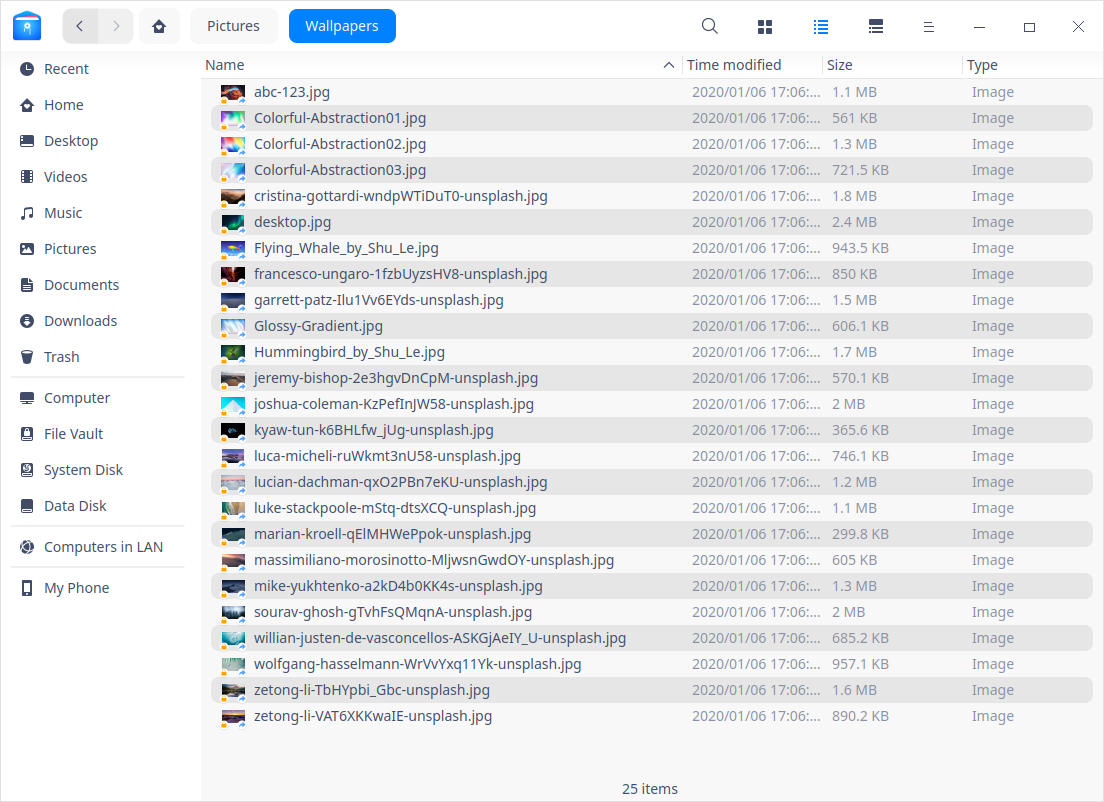 Pictures Wallpapers
Name Time modified Size Type
Recent
Home
Desktop
Videos
Music
Pictures
Documents
Downloads
Trash
Computer
File Vault
System Disk
Data Disk
Computers in LAN
My Phone
abc-123.jpg 2020/01/06 17:06:... 1.1 MB Image
Colorful-Abstraction01.jpg 2020/01/06 17:06:... 561 KB Image
Colorful-Abstraction02.jpg 2020/01/06 17:06:... 1.3 MB Image
Colorful-Abstraction03.jpg 2020/01/06 17:06:... 721.5 KB Image
cristina-gottardi-wndpWTiDuT0-unsplash.jpg 2020/01/06 17:06:... 1.8 MB Image
desktop.jpg 2020/01/06 17:06:... 2.4 MB Image
Flying_Whale_by_Shu_Le.jpg 2020/01/06 17:06:... 943.5 KB Image
francesco-ungaro-1fzbUyzsHV8-unsplash.jpg 2020/01/06 17:06:... 850 KB Image
garrett-patz-Ilu1Vv6EYds-unsplash.jpg 2020/01/06 17:06:... 1.5 MB Image
Glossy-Gradient.jpg 2020/01/06 17:06:... 606.1 KB Image
Hummingbird_by_Shu_Le.jpg 2020/01/06 17:06:... 1.7 MB Image
jeremy-bishop-2e3hgvDnCpM-unsplash.jpg 2020/01/06 17:06:... 570.1 KB Image
joshua-coleman-KzPefInJW58-unsplash.jpg 2020/01/06 17:06:... 2 MB Image
kyaw-tun-k6BHLfw_jUg-unsplash.jpg 2020/01/06 17:06:... 365.6 KB Image
luca-micheli-ruWkmt3nU58-unsplash.jpg 2020/01/06 17:06:... 746.1 KB Image
lucian-dachman-qxO2PBn7eKU-unsplash.jpg 2020/01/06 17:06:... 1.2 MB Image
luke-stackpoole-mStq-dtsXCQ-unsplash.jpg 2020/01/06 17:06:... 1.1 MB Image
marian-kroell-qElMHWePpok-unsplash.jpg 2020/01/06 17:06:... 299.8 KB Image
massimiliano-morosinotto-MljwsnGwdOY-unsplash.jpg 2020/01/06 17:06:... 605 KB Image
mike-yukhtenko-a2kD4b0KK4s-unsplash.jpg 2020/01/06 17:06:... 1.3 MB Image
sourav-ghosh-gTvhFsQMqnA-unsplash.jpg 2020/01/06 17:06:... 2 MB Image
willian-justen-de-vasconcellos-ASKGjAeIY_U-unsplash.jpg 2020/01/06 17:06:... 685.2 KB Image
wolfgang-hasselmann-WrVvYxq11Yk-unsplash.jpg 2020/01/06 17:06:... 957.1 KB Image
zetong-li-TbHYpbi_Gbc-unsplash.jpg 2020/01/06 17:06:... 1.6 MB Image
zetong-li-VAT6XKKwaIE-unsplash.jpg 2020/01/06 17:06:... 890.2 KB Image
25 items